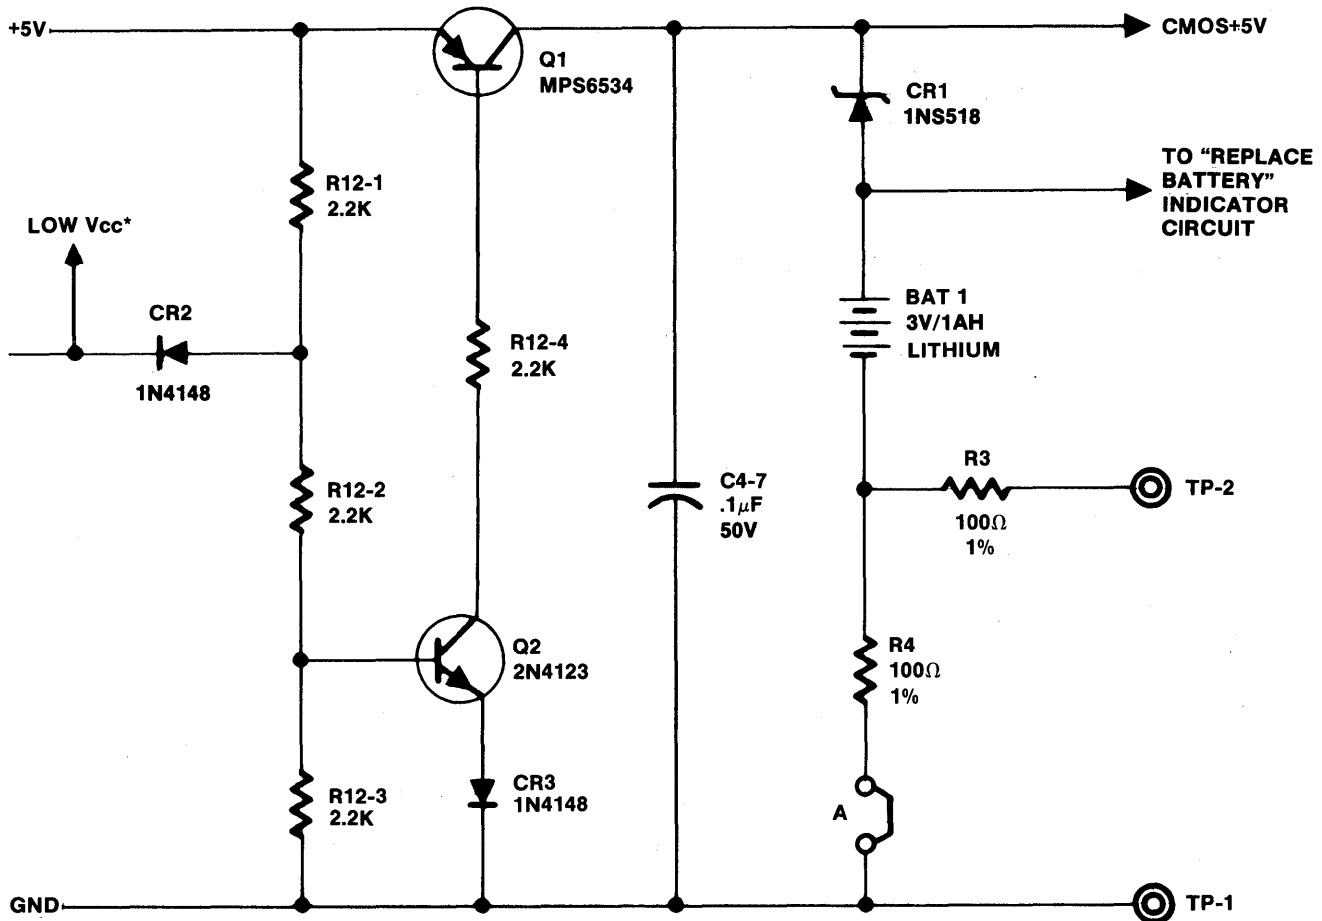 +5V
Q1
MPS6534
CMOS+5V
CR1
1NS518
TO "REPLACE
BATTERY"
INDICATOR
CIRCUIT
R12-1
2.2K
LOW Vcc*
CR2
1N4148
R12-4
2.2K
BAT 1
3V/1AH
LITHIUM
R12-2
2.2K
C4-7
.1μF
50V
R3
100Ω
1%
TP-2
Q2
2N4123
R4
100Ω
1%
R12-3
2.2K
CR3
1N4148
A
GND
TP-1